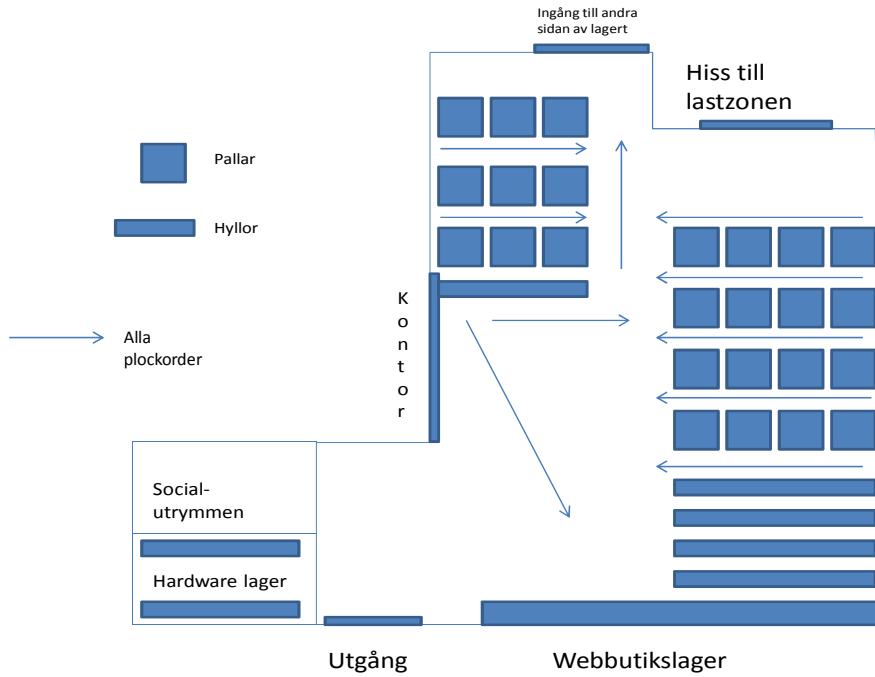 Ingång till andra
sidan av lagert
Hiss till
lastzonen
Pallar
Hyllor
Alla
plockorder
Kontor
Social-
utrymmen
Hardware lager
Utgång
Webbutikslager